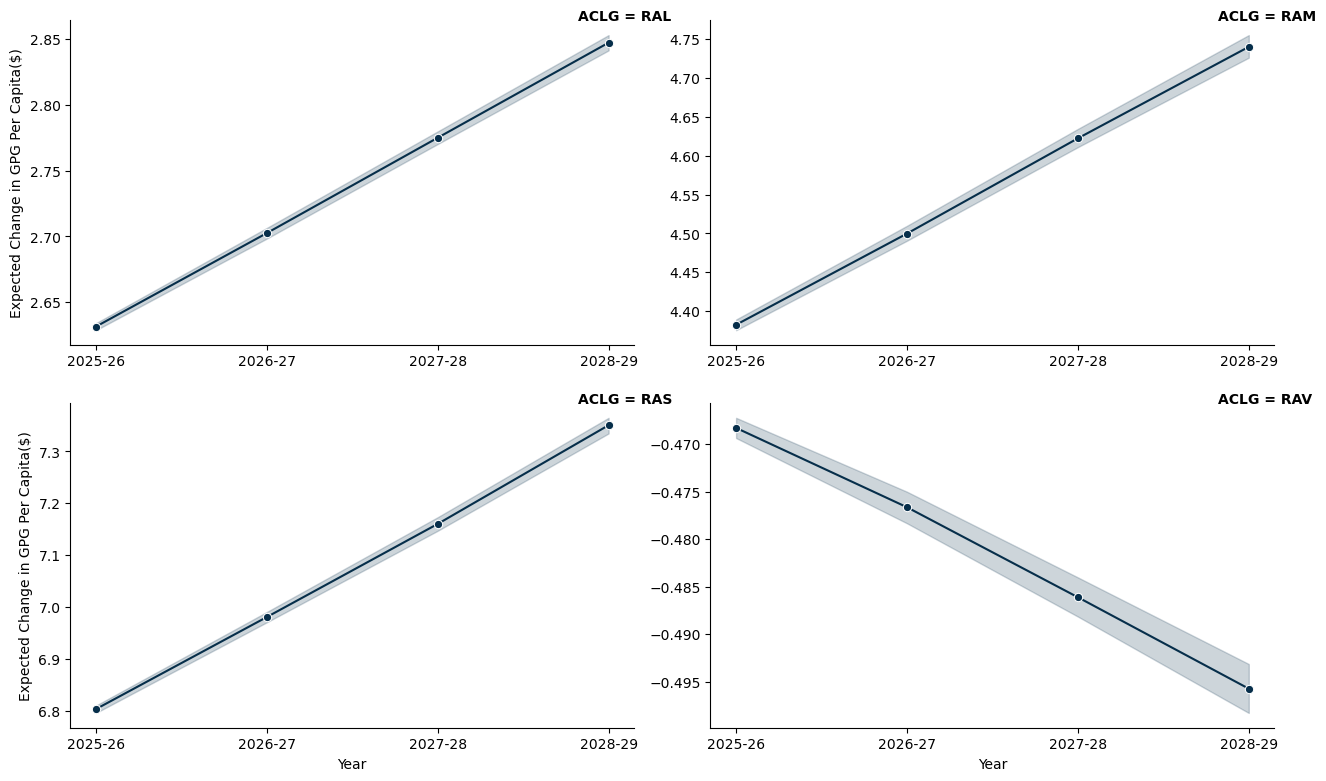 ACLG = RAL
Expected Change in GPG Per Capita($)
2.85
2.80
2.75
2.70
2.65
2025-26 2026-27 2027-28 2028-29
ACLG = RAM
4.75
4.70
4.65
4.60
4.55
4.50
4.45
4.40
2025-26 2026-27 2027-28 2028-29
ACLG = RAS
Expected Change in GPG Per Capita($)
7.3
7.2
7.1
7.0
6.9
6.8
2025-26 2026-27 2027-28 2028-29
Year
ACLG = RAV
−0.470
−0.475
−0.480
−0.485
−0.490
−0.495
2025-26 2026-27 2027-28 2028-29
Year